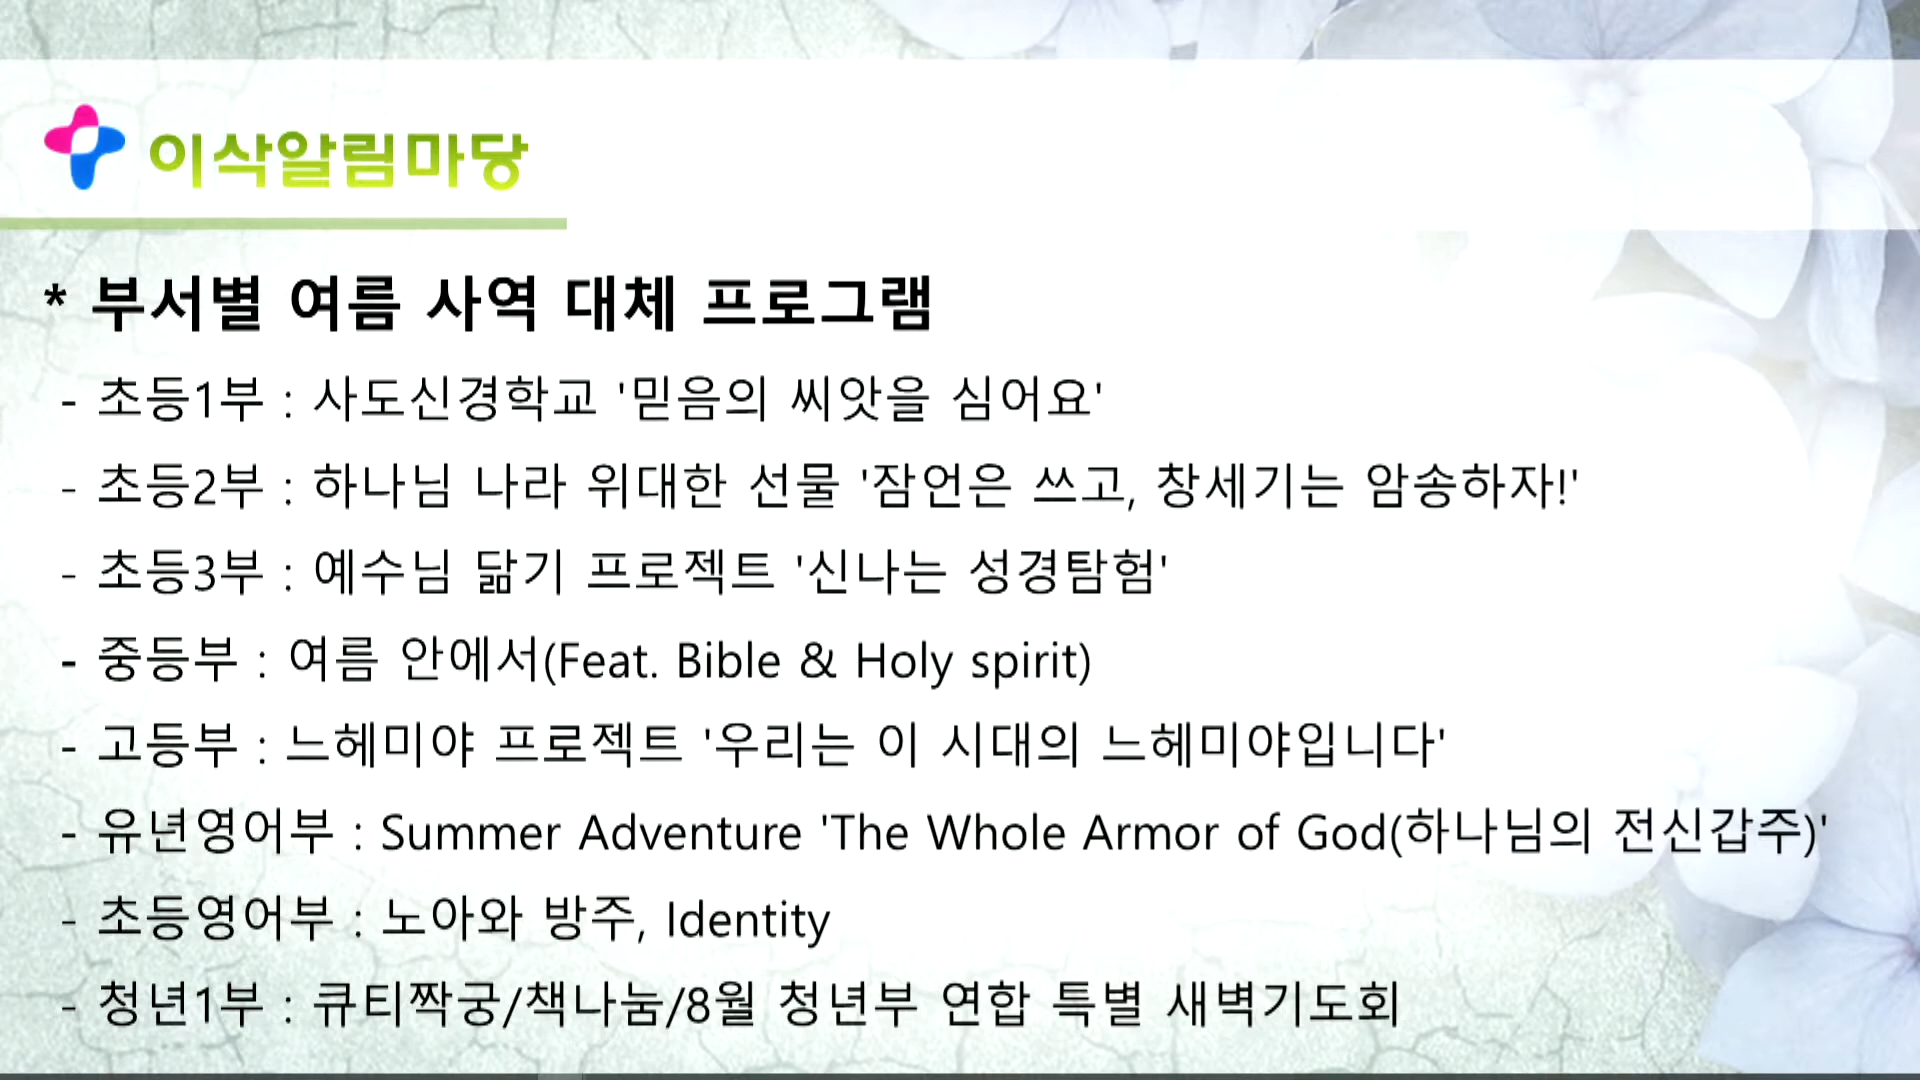 이삭알림마당
* 부서별 여름 사역 대체 프로그램
- 초등1부 : 사도신경학교 '믿음의 씨앗을 심어요'
- 초등2부 : 하나님 나라 위대한 선물 '잠언은 쓰고, 창세기는 암송하자!'
- 초등3부 : 예수님 닮기 프로젝트 '신나는 성경탐험'
- 중등부 : 여름 안에서(Feat. Bible & Holy spirit)
- 고등부 : 느헤미야 프로젝트 '우리는 이 시대의 느헤미야입니다'
- 유년영어부 : Summer Adventure 'The Whole Armor of God(하나님의 전신갑주)'
- 초등영어부 : 노아와 방주, Identity
- 청년1부 : 큐티짝궁/책나눔/8월 청년부 연합 특별 새벽기도회